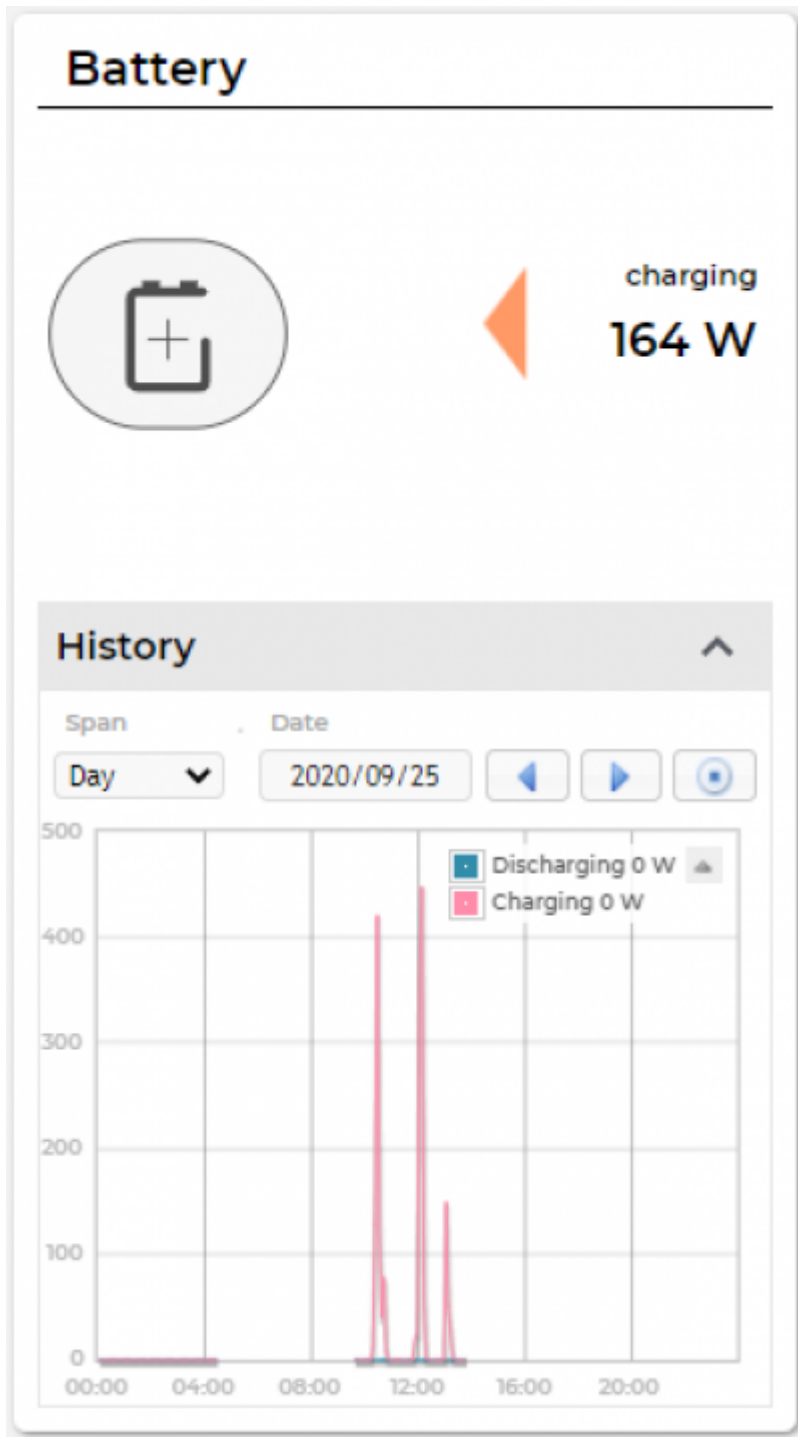 Battery
charging
164 W
History
Span . Date
Day 2020/09/25
500
Discharging 0 W
Charging 0 W
400
300
200
100
0
00:00 04:00 08:00 12:00 16:00 20:00